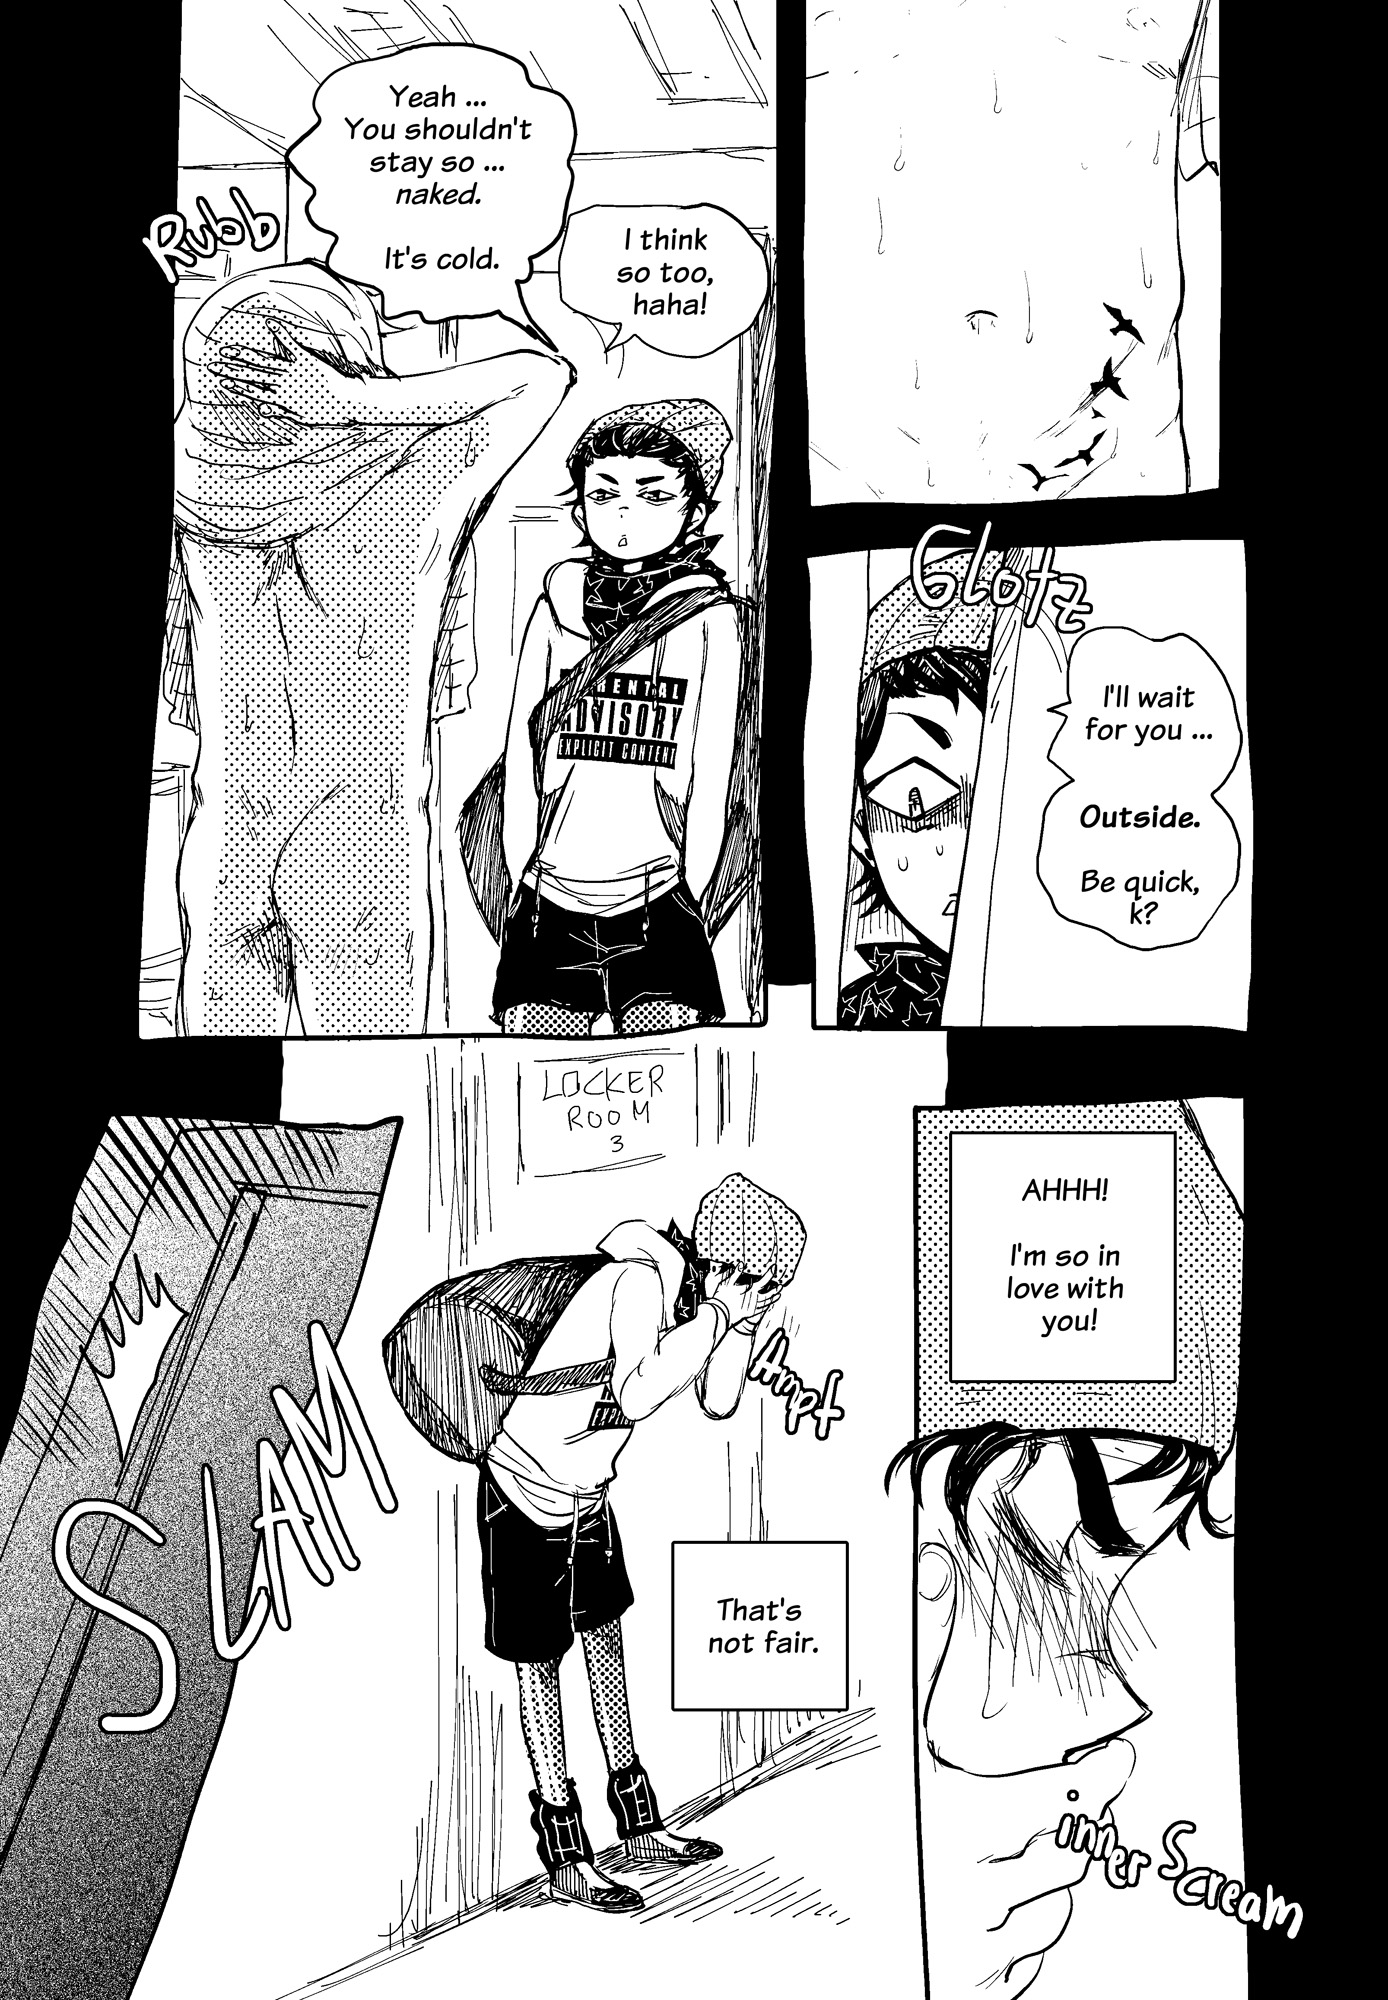 Yeah ...
You shouldn't
stay so ...
naked.
It's cold.
Rubb
I think
so too,
haha!
ADVISORY
EXPLICIT CONTENT
Glotz
I'll wait
for you ...
Outside.
Be quick,
k?
SLAM
LOCKER
ROOM
3
Ampf
That's
not fair.
AHHH!
I'm so in
love with
you!
inner Scream